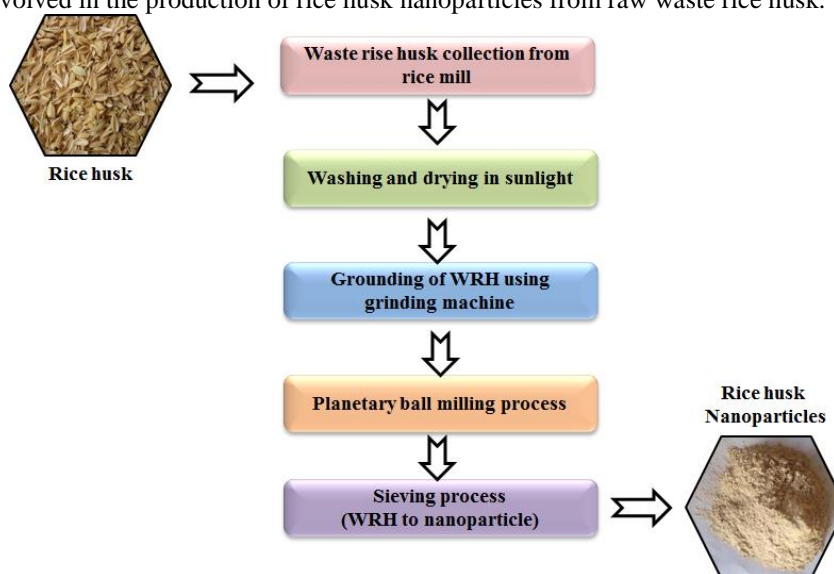 volved in the production of rice husk nanoparticles from raw waste rice husk.
Waste rise husk collection from
rice mill
Rice husk
Washing and drying in sunlight
Grounding of WRH using
grinding machine
Planetary ball milling process
Rice husk
Nanoparticles
Sieving process
(WRH to nanoparticle)